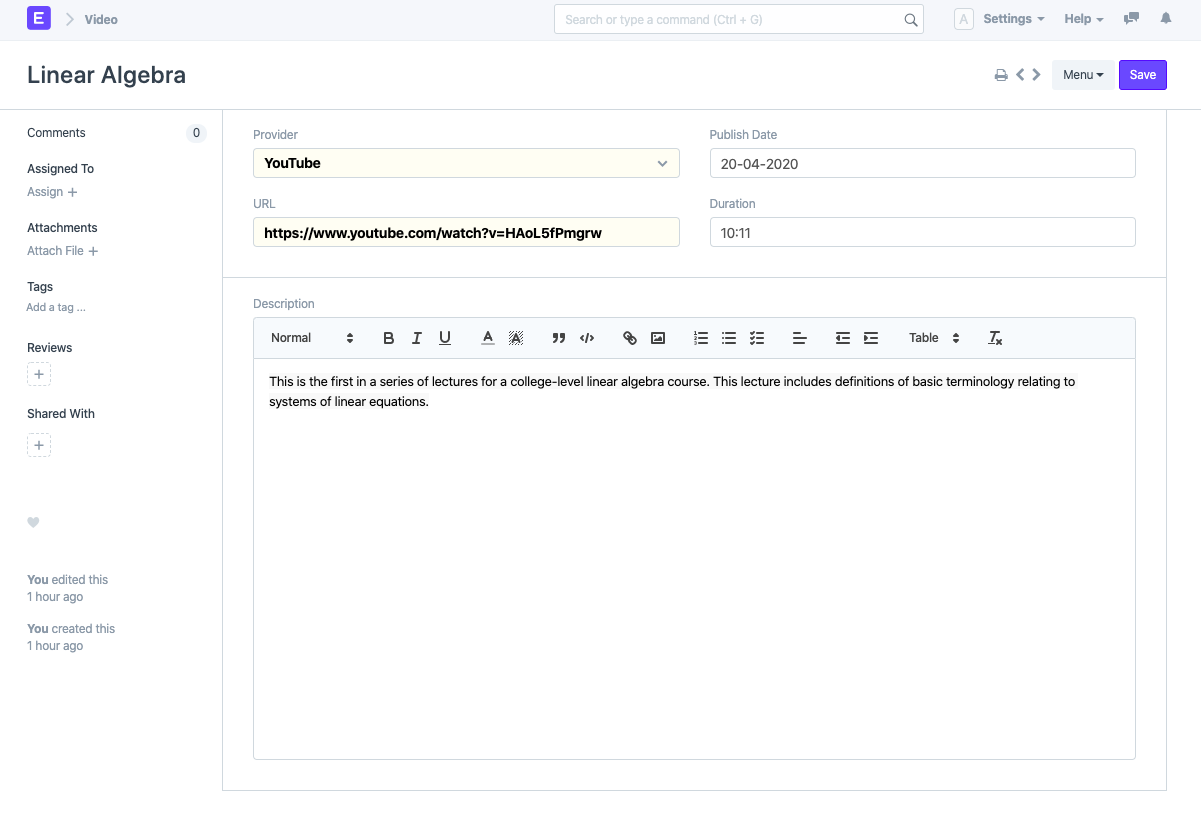 E
Video
Search or type a command (Ctrl + G)
A
Settings
Help
Linear Algebra
Menu
Save
Comments
0
Assigned To
Assign +
Attachments
Attach File +
Tags
Add a tag ...
Reviews
+
Shared With
+
You edited this
1 hour ago
You created this
1 hour ago
Provider
YouTube
Publish Date
20-04-2020
URL
https://www.youtube.com/watch?v=HAoL5fPmgrw
Duration
10:11
Description
Normal
B I U A A
Table
This is the first in a series of lectures for a college-level linear algebra course. This lecture includes definitions of basic terminology relating to
systems of linear equations.